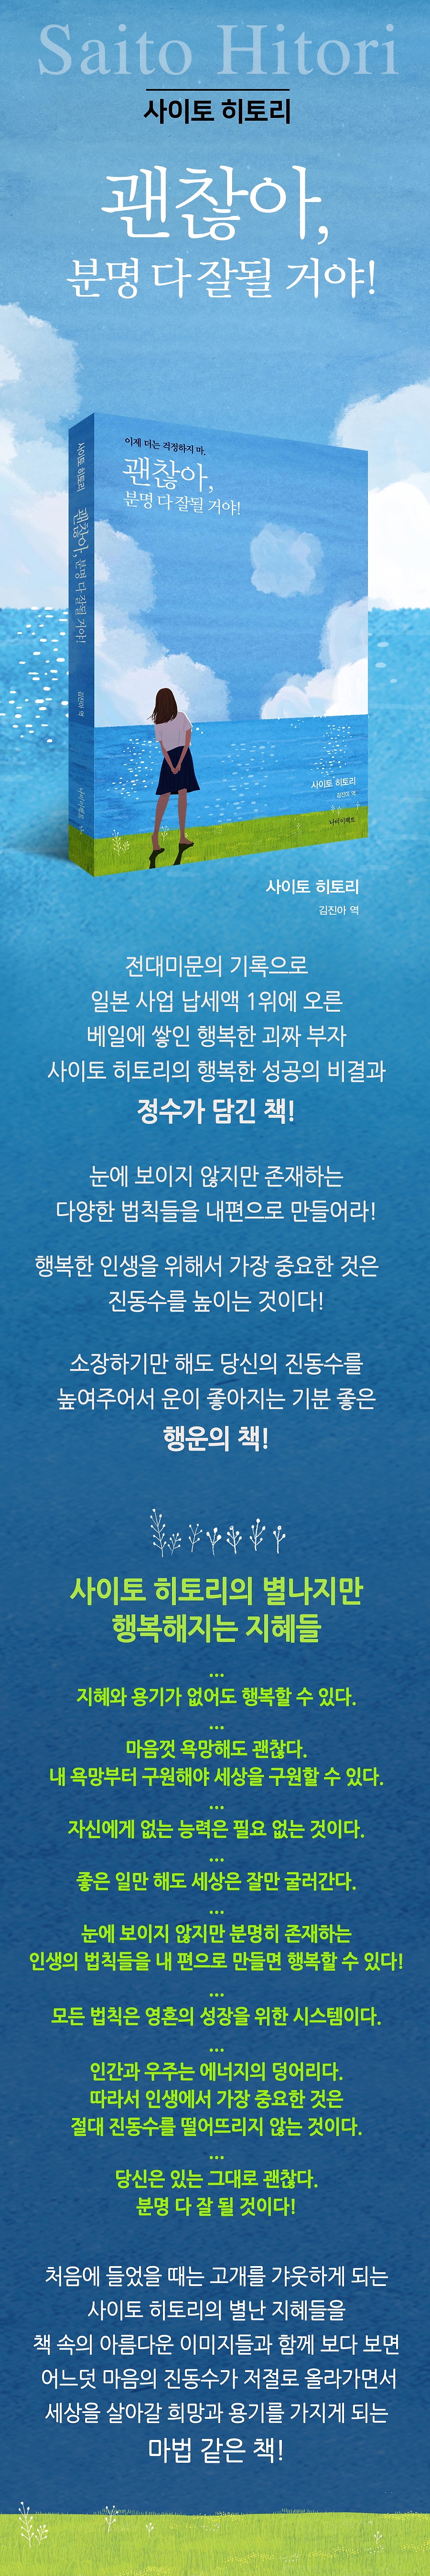 Saito Hitori
사이토 히토리
괜찮아,
분명 다 잘될 거야!
이제 더는 걱정하지 마.
괜찮아,
분명 다 잘될 거야!
사이토 히토리
괜찮아, 분명 다 잘될 거야!
김진아 역
나비이펙트
사이토 히토리
김진아 역
나비이펙트
사이토 히토리
김진아 역
전대미문의 기록으로
일본 사업 납세액 1위에 오른
베일에 쌓인 행복한 괴짜 부자
사이토 히토리의 행복한 성공의 비결과
정수가 담긴 책!
눈에 보이지 않지만 존재하는
다양한 법칙들을 내편으로 만들어라!
행복한 인생을 위해서 가장 중요한 것은
진동수를 높이는 것이다!
소장하기만 해도 당신의 진동수를
높여주어서 운이 좋아지는 기분 좋은
행운의 책!
사이토 히토리의 별나지만
행복해지는 지혜들
...
지혜와 용기가 없어도 행복할 수 있다.
...
마음껏 욕망해도 괜찮다.
내 욕망부터 구원해야 세상을 구원할 수 있다.
...
자신에게 없는 능력은 필요 없는 것이다.
...
좋은 일만 해도 세상은 잘만 굴러간다.
...
눈에 보이지 않지만 분명히 존재하는
인생의 법칙들을 내 편으로 만들면 행복할 수 있다!
...
모든 법칙은 영혼의 성장을 위한 시스템이다.
...
인간과 우주는 에너지의 덩어리다.
따라서 인생에서 가장 중요한 것은
절대 진동수를 떨어뜨리지 않는 것이다.
...
당신은 있는 그대로 괜찮다.
분명 다 잘 될 것이다!
처음에 들었을 때는 고개를 갸웃하게 되는
사이토 히토리의 별난 지혜들을
책 속의 아름다운 이미지들과 함께 보다 보면
어느덧 마음의 진동수가 저절로 올라가면서
세상을 살아갈 희망과 용기를 가지게 되는
마법 같은 책!